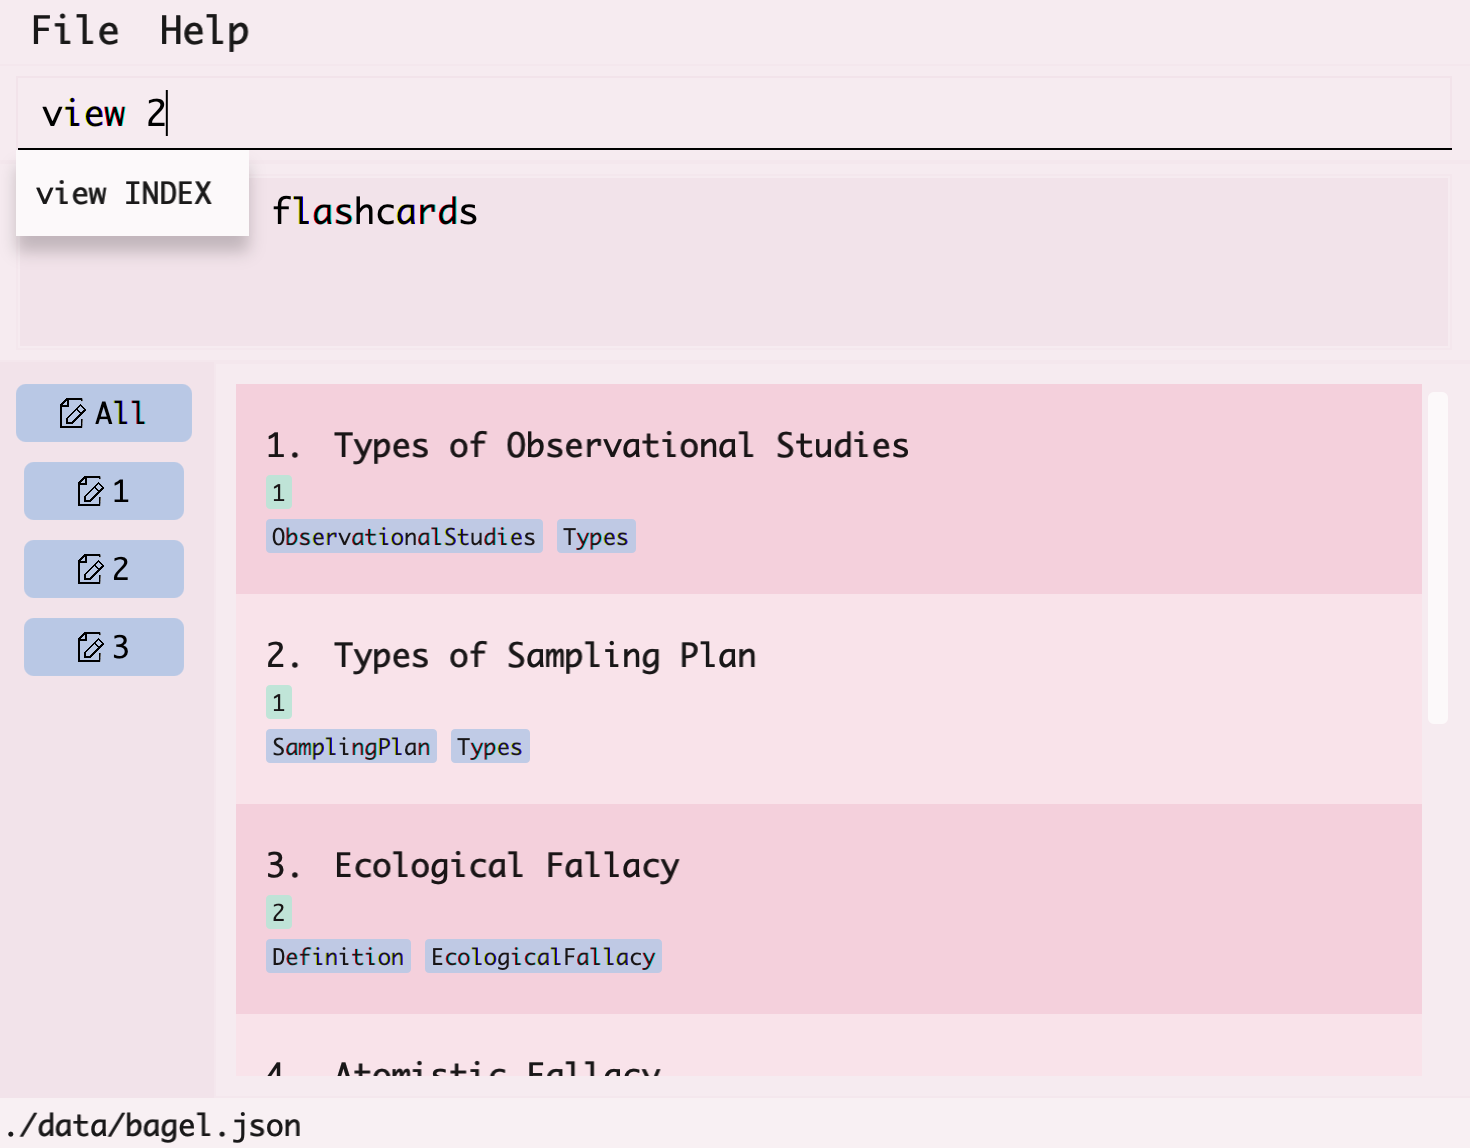 File Help
view 2
view INDEX
flashcards
All
1
2
3
1. Types of Observational Studies
1
ObservationalStudies Types
2. Types of Sampling Plan
1
SamplingPlan Types
3. Ecological Fallacy
2
Definition EcologicalFallacy
4. Atomistic Fallacy
./data/bagel.json